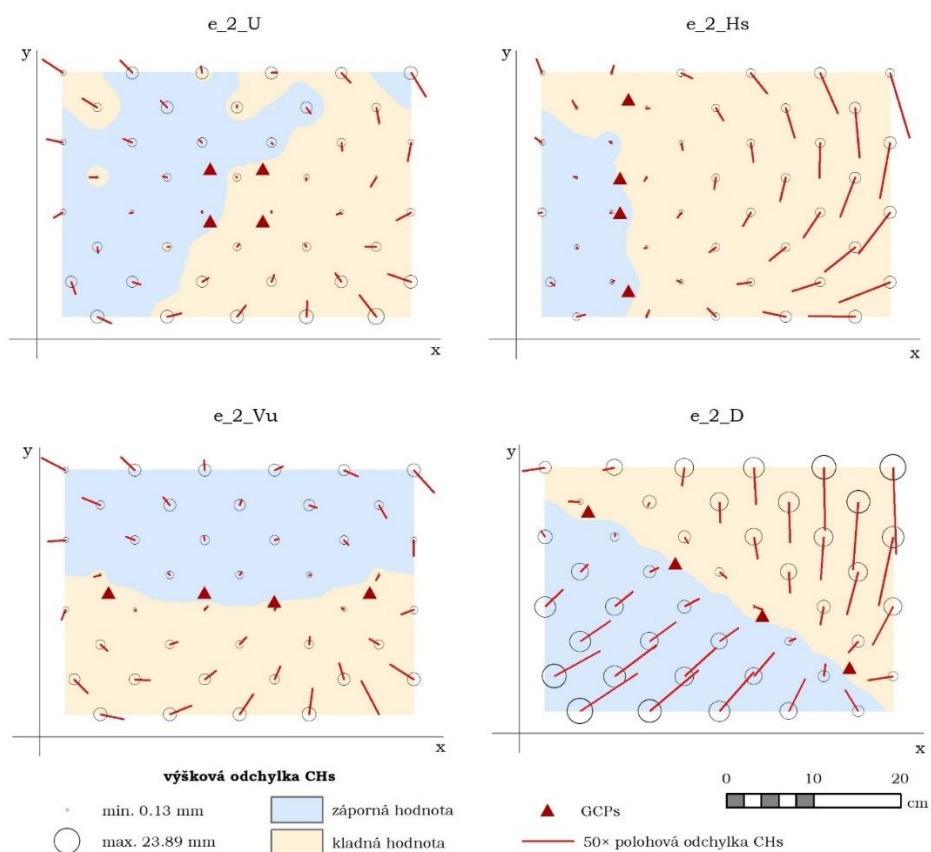 e_2_U
e_2_Hs
y
y
x
x
e_2_Vu
e_2_D
y
y
x
x
výšková odchylka CHs
min. 0.13 mm
max. 23.89 mm
záporná hodnota
kladná hodnota
GCPs
50× polohová odchylka CHs
0 10 20
cm